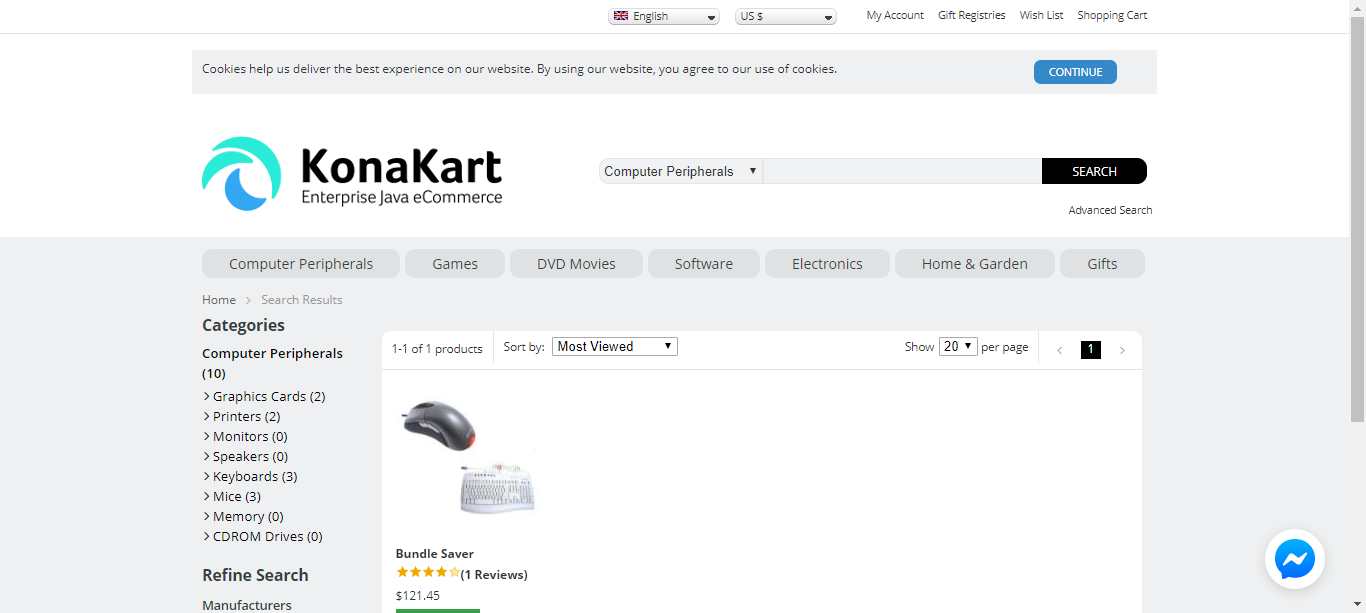 English
US $
My Account
Gift Registries
Wish List
Shopping Cart
Cookies help us deliver the best experience on our website. By using our website, you agree to our use of cookies.
CONTINUE
KonaKart
Enterprise Java eCommerce
Computer Peripherals
SEARCH
Advanced Search
Computer Peripherals
Games
DVD Movies
Software
Electronics
Home & Garden
Gifts
Home > Search Results
Categories
Computer Peripherals
(10)
> Graphics Cards (2)
> Printers (2)
> Monitors (0)
> Speakers (0)
> Keyboards (3)
> Mice (3)
> Memory (0)
> CDROM Drives (0)
Refine Search
Manufacturers
1-1 of 1 products
Sort by: Most Viewed
Show 20 per page
< 1 >
Bundle Saver
(1 Reviews)
$121.45